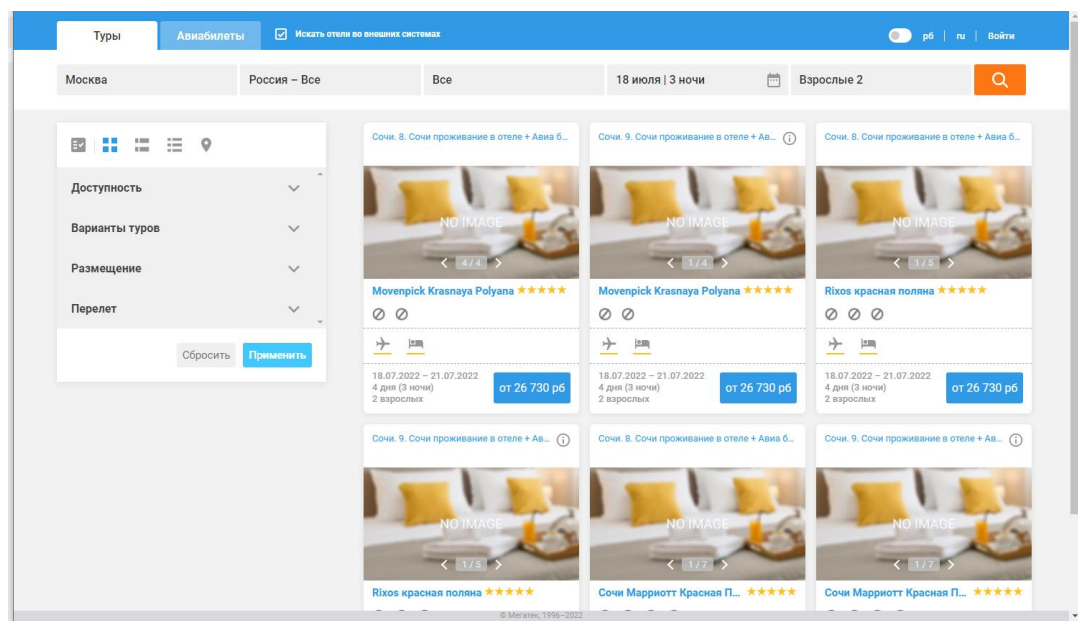 Туры
Авиабилеты
Искать отели во внешних системах
рб | ru | Войти
Москва
Россия – Все
Все
18 июля | 3 ночи
Взрослые 2
Доступность
Варианты туров
Размещение
Перелет
Сбросить
Применить
Сочи. 8. Сочи проживание в отеле + Авиа б...
NO IMAGE
4 / 4
Movenpick Krasnaya Polyana
18.07.2022 – 21.07.2022
4 дня (3 ночи)
2 взрослых
от 26 730 рб
Сочи. 9. Сочи проживание в отеле + Ав...
NO IMAGE
1 / 4
Movenpick Krasnaya Polyana
18.07.2022 – 21.07.2022
4 дня (3 ночи)
2 взрослых
от 26 730 рб
Сочи. 8. Сочи проживание в отеле + Авиа б...
NO IMAGE
1 / 5
Rixos красная поляна
18.07.2022 – 21.07.2022
4 дня (3 ночи)
2 взрослых
от 26 730 рб
Сочи. 9. Сочи проживание в отеле + Ав...
NO IMAGE
1 / 5
Rixos красная поляна
Сочи. 8. Сочи проживание в отеле + Авиа б...
NO IMAGE
1 / 7
Сочи Марриотт Красная П...
Сочи. 9. Сочи проживание в отеле + Ав...
NO IMAGE
1 / 7
Сочи Марриотт Красная П...
© Мегатек, 1996–2022